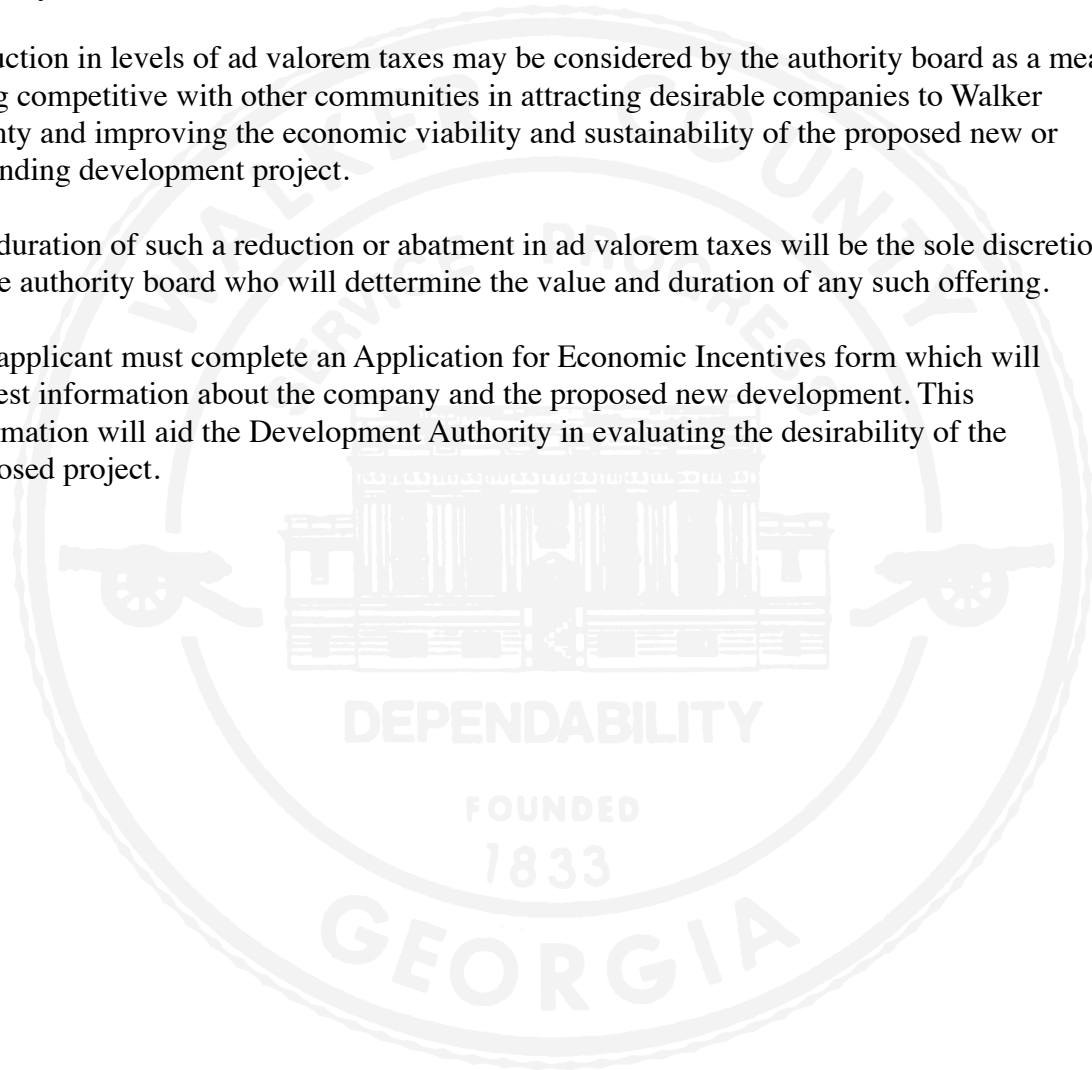 uction in levels of ad valorem taxes may be considered by the authority board as a mea
g competitive with other communities in attracting desirable companies to Walker
nty and improving the economic viability and sustainability of the proposed new or
nding development project.
duration of such a reduction or abatment in ad valorem taxes will be the sole discretio
e authority board who will dettermine the value and duration of any such offering.
applicant must complete an Application for Economic Incentives form which will
est information about the company and the proposed new development. This
rmation will aid the Development Authority in evaluating the desirability of the
osed project.
WALKER COUNTY
SERVICE PROGRESS
DEPENDABILITY
FOUNDED
1833
GEORGIA